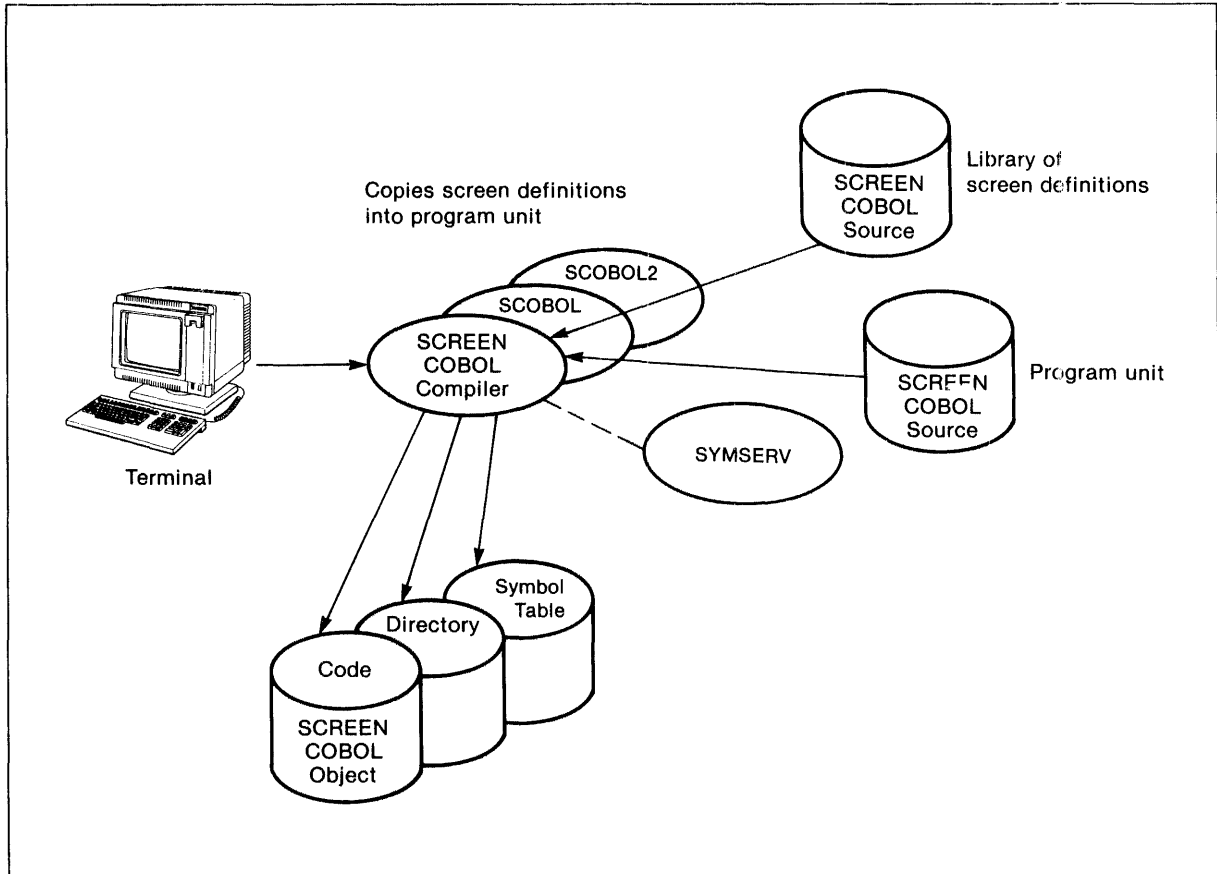 Copies screen definitions
into program unit
SCREEN
COBOL
Source
Library of
screen definitions
SCOBOL2
SCOBOL
SCREEN
COBOL
Compiler
SCREEN
COBOL
Source
Program unit
SYMSERV
Terminal
Symbol
Table
Directory
Code
SCREEN
COBOL
Object